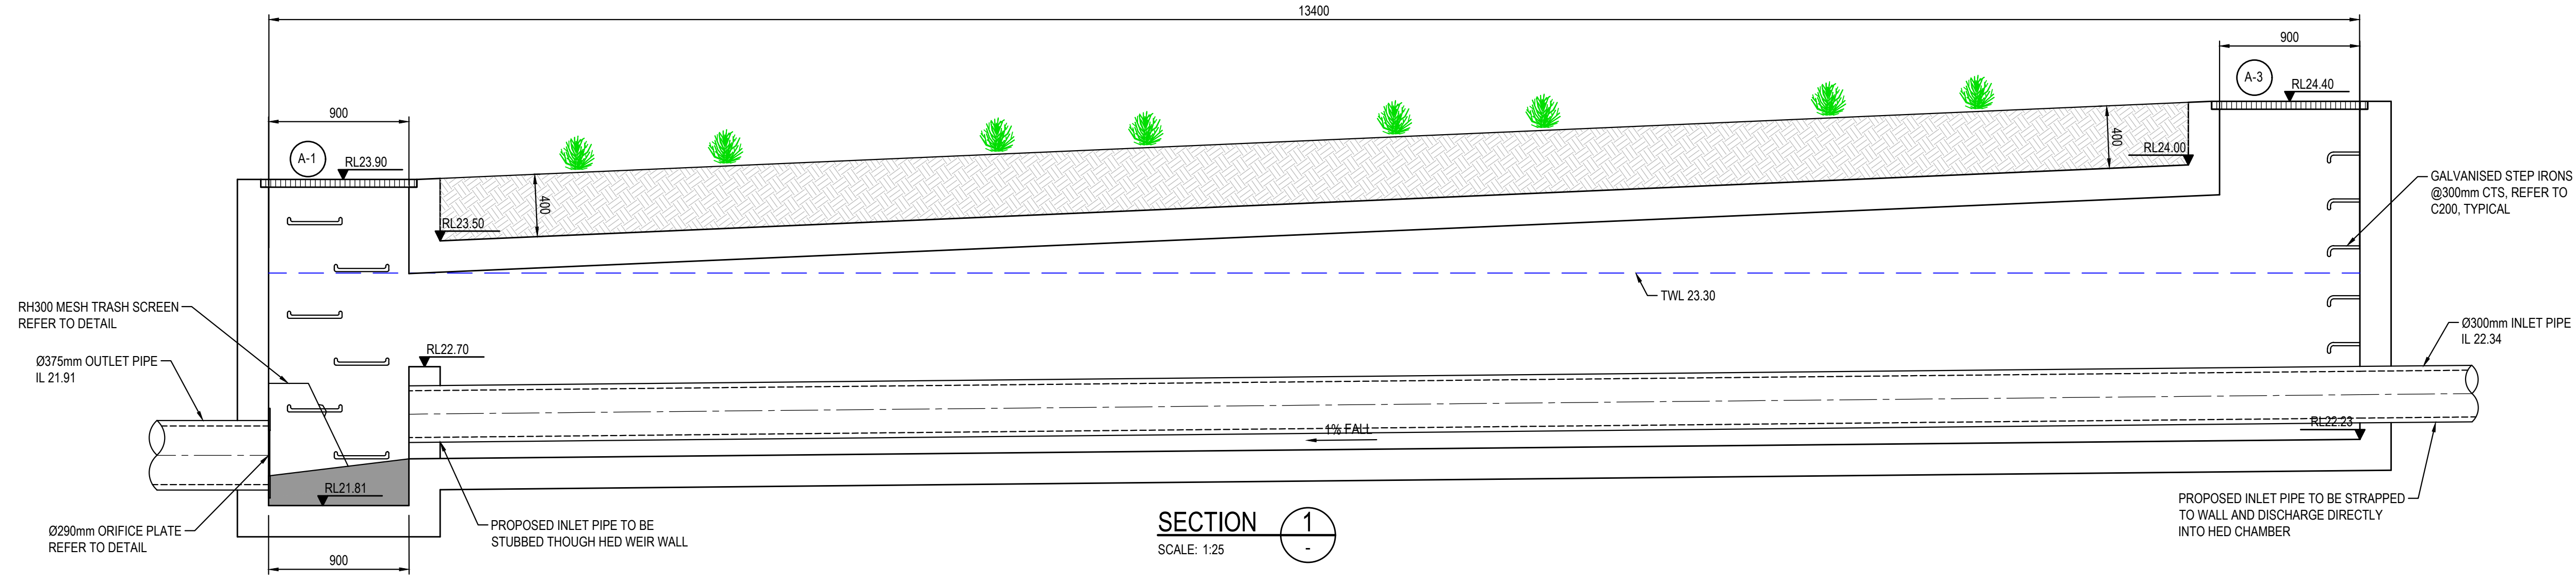 13400
900
A-3
RL24.40
900
A-1
RL23.90
400
RL24.00
GALVANISED STEP IRONS
@300mm CTS, REFER TO
C200, TYPICAL
400
RL23.50
TWL 23.30
RH300 MESH TRASH SCREEN
REFER TO DETAIL
Ø300mm INLET PIPE
IL 22.34
RL22.70
Ø375mm OUTLET PIPE
IL 21.91
1% FALL
RL22.23
RL21.81
PROPOSED INLET PIPE TO BE STRAPPED
TO WALL AND DISCHARGE DIRECTLY
INTO HED CHAMBER
Ø290mm ORIFICE PLATE
REFER TO DETAIL
PROPOSED INLET PIPE TO BE
STUBBED THOUGH HED WEIR WALL
900
SECTION 1
-
SCALE: 1:25